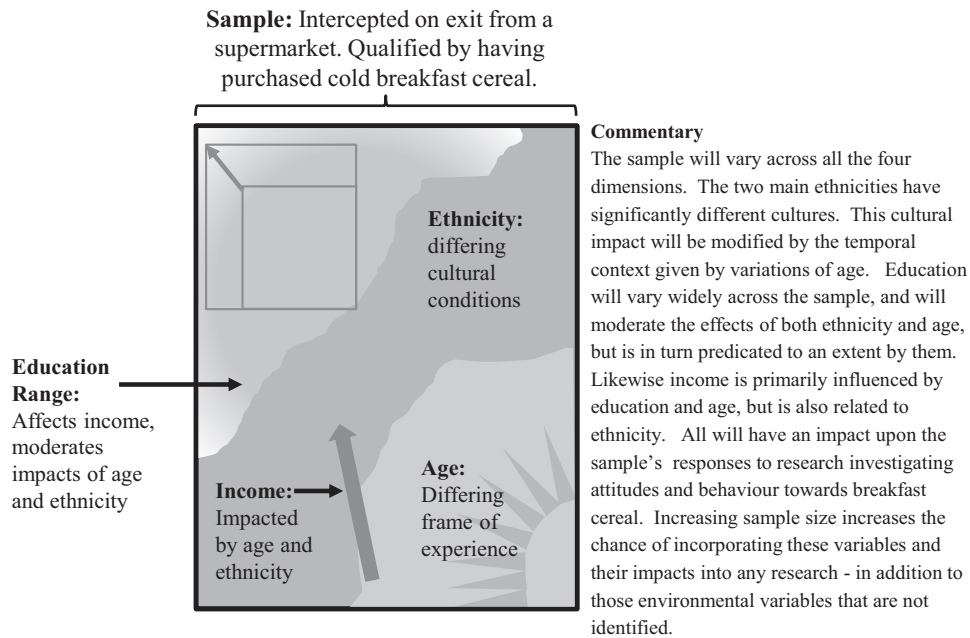 Sample: Intercepted on exit from a
supermarket. Qualified by having
purchased cold breakfast cereal.
Ethnicity:
differing
cultural
conditions
Education
Range:
Affects income,
moderates
impacts of age
and ethnicity
Income:
Impacted
by age and
ethnicity
Age:
Differing
frame of
experience
Commentary
The sample will vary across all the four
dimensions. The two main ethnicities have
significantly different cultures. This cultural
impact will be modified by the temporal
context given by variations of age. Education
will vary widely across the sample, and will
moderate the effects of both ethnicity and age,
but is in turn predicated to an extent by them.
Likewise income is primarily influenced by
education and age, but is also related to
ethnicity. All will have an impact upon the
sample's responses to research investigating
attitudes and behaviour towards breakfast
cereal. Increasing sample size increases the
chance of incorporating these variables and
their impacts into any research - in addition to
those environmental variables that are not
identified.